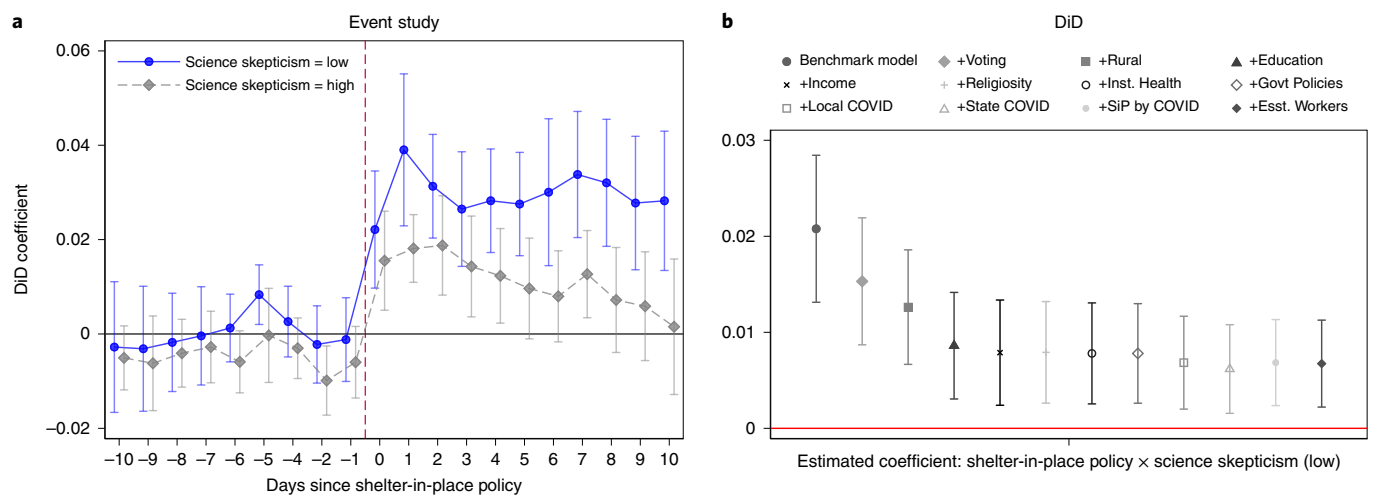 a
Event study
Science skepticism = low
Science skepticism = high
0.06
0.04
0.02
0
–0.02
DiD coefficient
–10 –9 –8 –7 –6 –5 –4 –3 –2 –1 0 1 2 3 4 5 6 7 8 9 10
Days since shelter-in-place policy
b
DiD
Benchmark model +Voting +Rural +Education
+Income +Religiosity +Inst. Health +Govt Policies
+Local COVID +State COVID +SiP by COVID +Esst. Workers
0.03
0.02
0.01
0
Estimated coefficient: shelter-in-place policy × science skepticism (low)